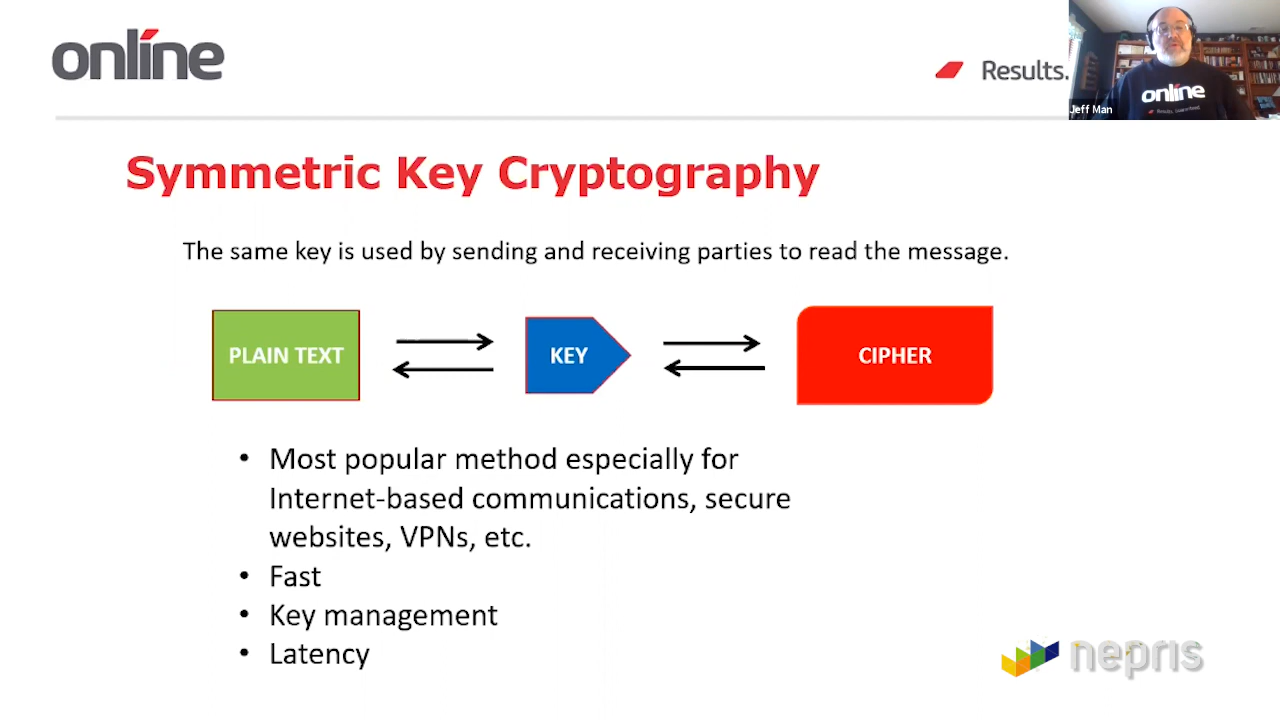 online
Results.
online
Results. Guaranteed.
Jeff Man
Symmetric Key Cryptography
The same key is used by sending and receiving parties to read the message.
PLAIN TEXT
KEY
CIPHER
• Most popular method especially for
Internet-based communications, secure
websites, VPNs, etc.
• Fast
• Key management
• Latency
nepris